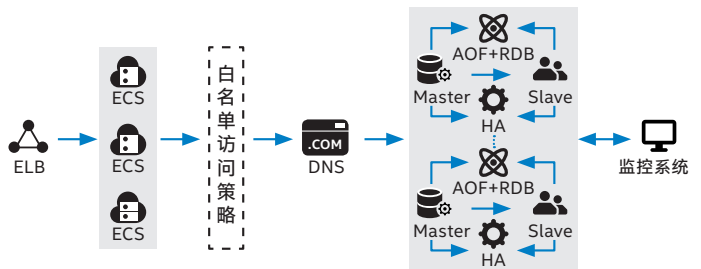 ELB
ECS
ECS
ECS
白名单访问策略
.COM
DNS
AOF+RDB
Master
Slave
HA
AOF+RDB
Master
Slave
HA
监控系统